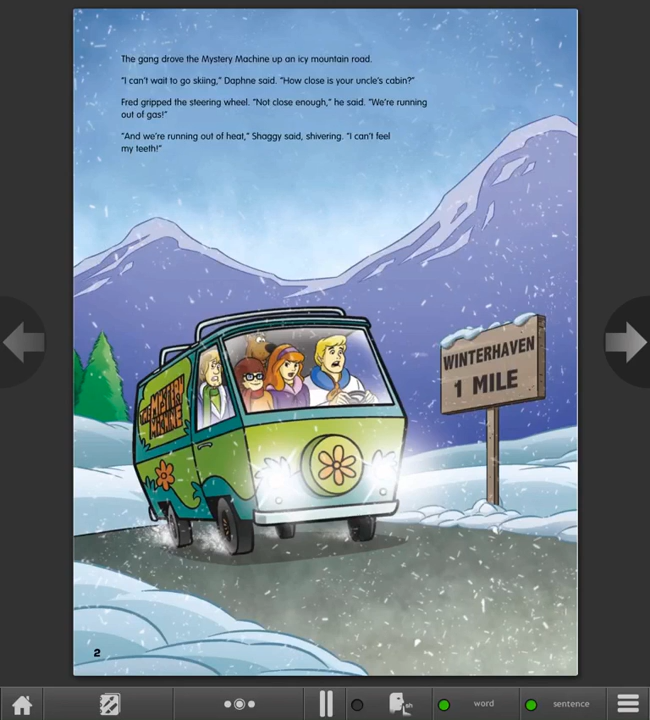 The gang drove the Mystery Machine up an icy mountain road.
"I can't wait to go skiing," Daphne said. "How close is your uncle's cabin?"
Fred gripped the steering wheel. "Not close enough," he said. "We're running
out of gas!"
"And we're running out of heat," Shaggy said, shivering. "I can't feel
my teeth!"
WINTERHAVEN
1 MILE
THE
MYSTERY
MACHINE
2
sh
word
sentence